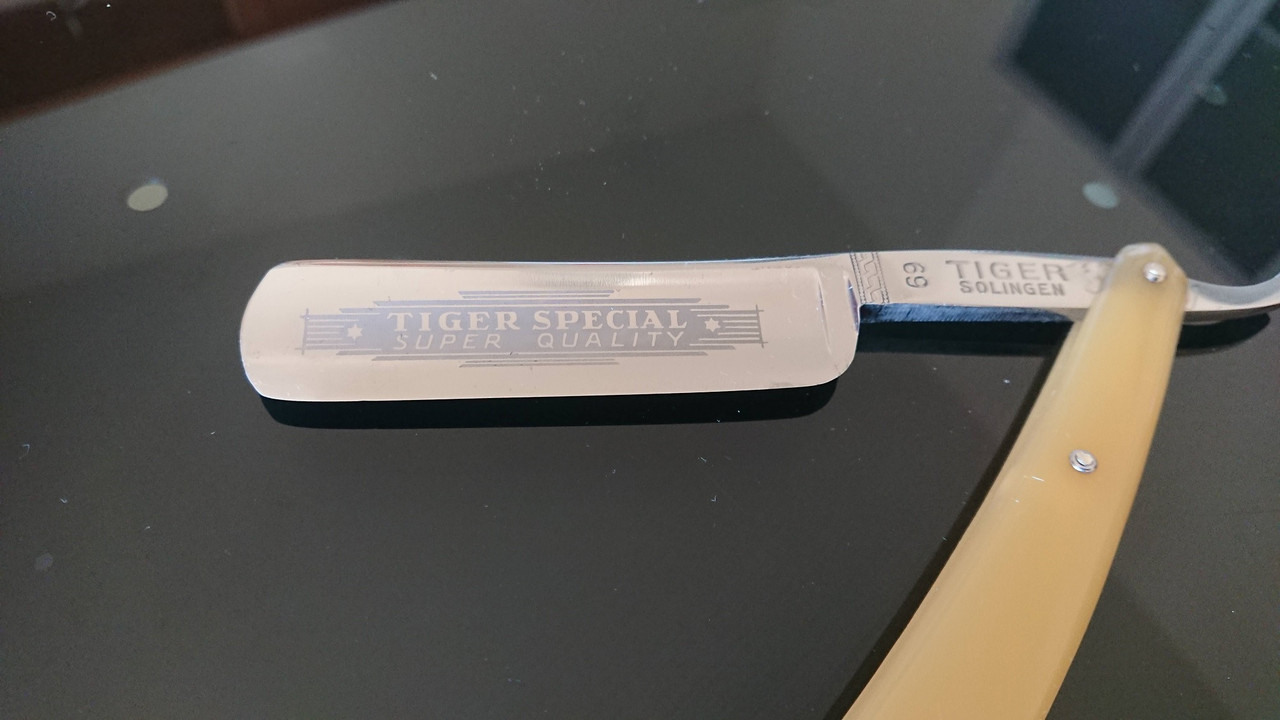 TIGER SPECIAL
SUPER QUALITY
69
TIGER
SOLINGEN